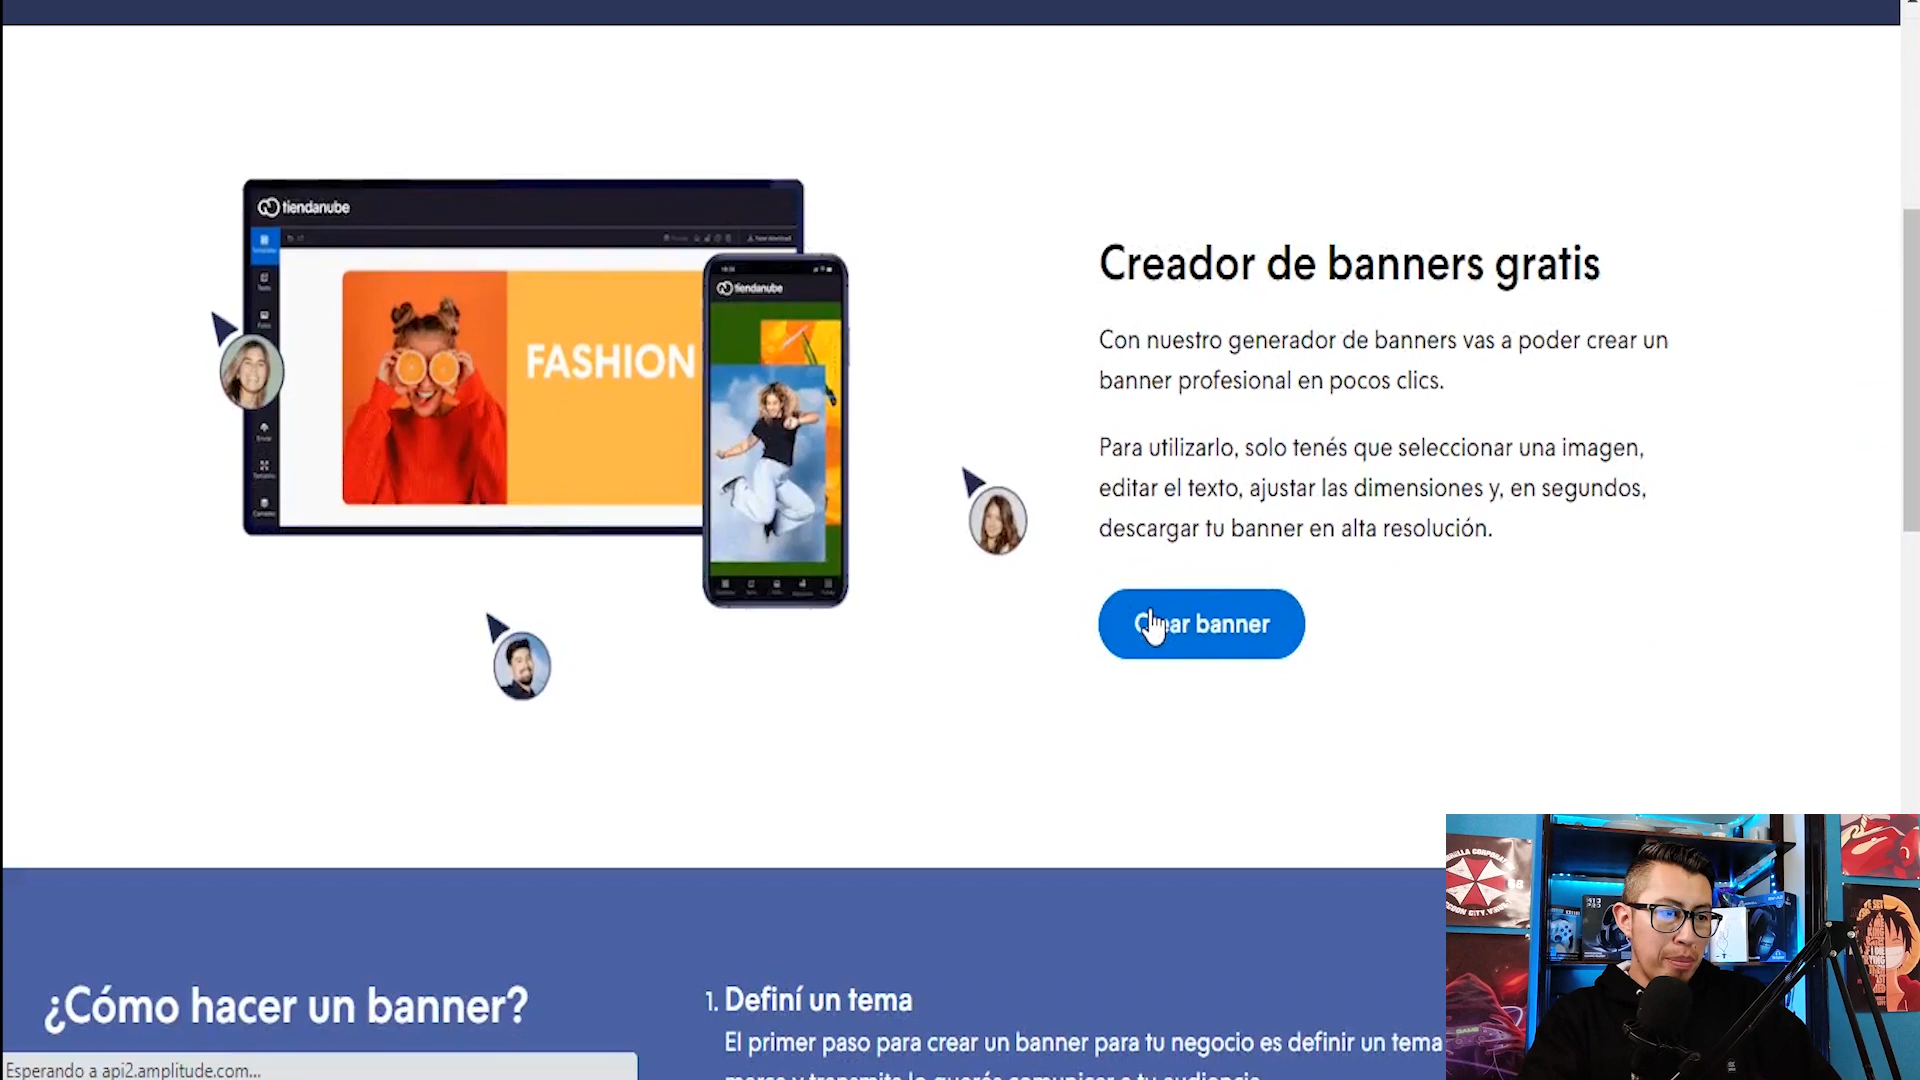 tiendanube
tiendanube
FASHION
Creador de banners gratis
Con nuestro generador de banners vas a poder crear un
banner profesional en pocos clics.
Para utilizarlo, solo tenés que seleccionar una imagen,
editar el texto, ajustar las dimensiones y, en segundos,
descargar tu banner en alta resolución.
Crear banner
¿Cómo hacer un banner?
1. Definí un tema
El primer paso para crear un banner para tu negocio es definir un tema
Esperando a api2.amplitude.com...